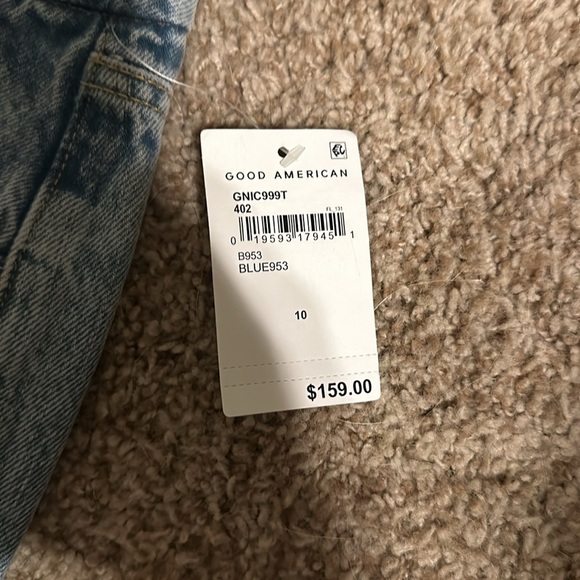 GOOD AMERICAN
GNIC999T
402
FL 131
0 19593 17945 1
B953
BLUE953
10
$159.00